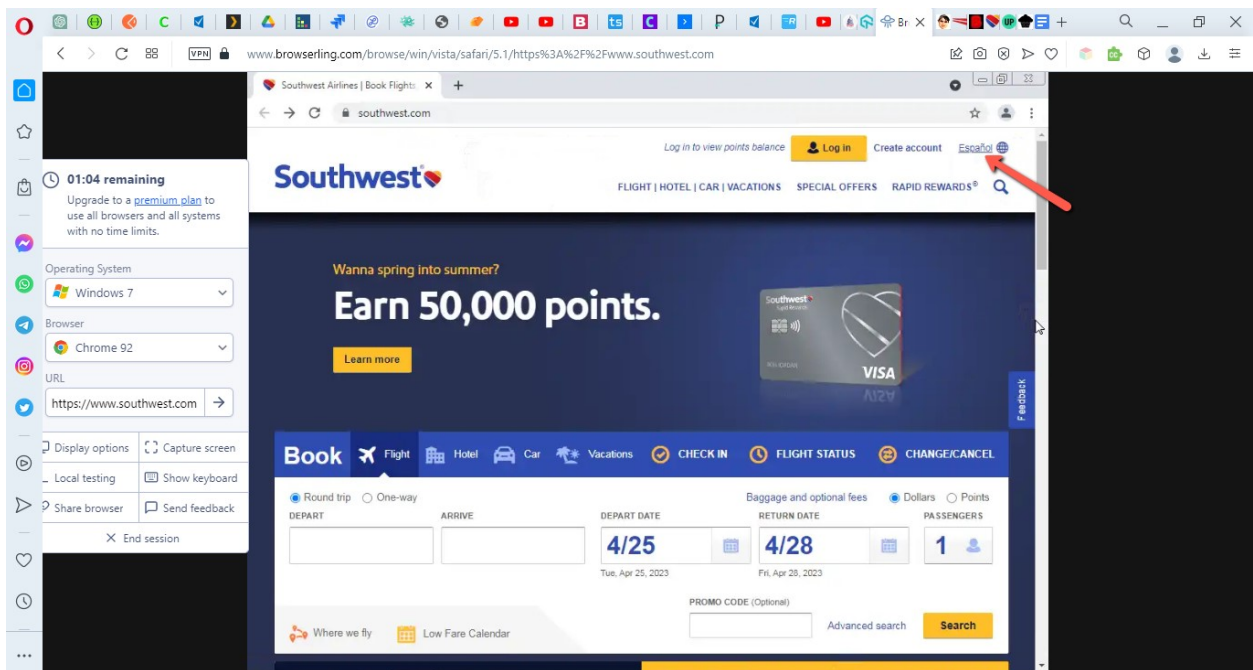 Br
VPN
www.browserling.com/browse/win/vista/safari/5.1/https%3A%2F%2Fwww.southwest.com
Southwest Airlines | Book Flights,
southwest.com
01:04 remaining
Upgrade to a premium plan to
use all browsers and all systems
with no time limits.
Operating System
Windows 7
Browser
Chrome 92
URL
https://www.southwest.com
Display options
Capture screen
Local testing
Show keyboard
Share browser
Send feedback
End session
Log in to view points balance
Log in
Create account
Español
Southwest
FLIGHT | HOTEL | CAR | VACATIONS
SPECIAL OFFERS
RAPID REWARDS®
Wanna spring into summer?
Earn 50,000 points.
Learn more
Southwest
VISA
Feedback
Book
Flight
Hotel
Car
Vacations
CHECK IN
FLIGHT STATUS
CHANGE/CANCEL
Round trip
One-way
Baggage and optional fees
Dollars
Points
DEPART
ARRIVE
DEPART DATE
RETURN DATE
PASSENGERS
4/25
4/28
1
Tue, Apr 25, 2023
Fri, Apr 28, 2023
PROMO CODE (Optional)
Where we fly
Low Fare Calendar
Advanced search
Search